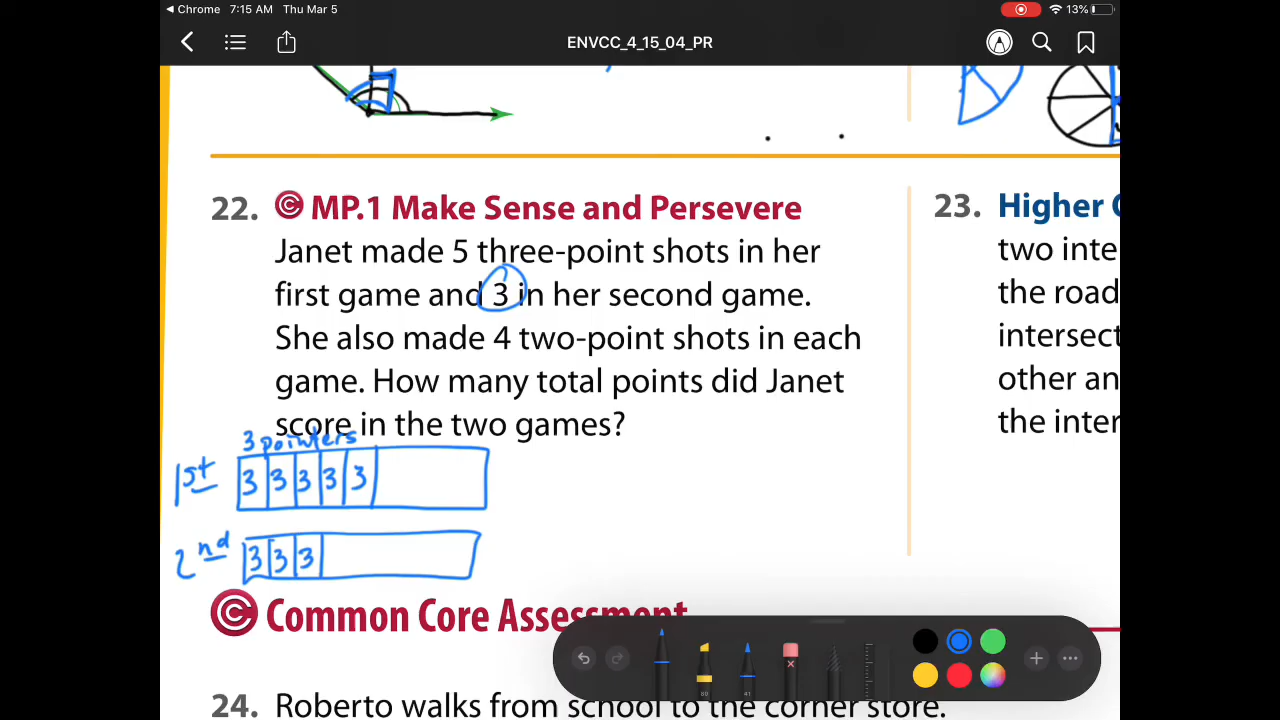 Chrome 7:15 AM Thu Mar 5 13%
ENVCC_4_15_04_PR
22. MP.1 Make Sense and Persevere
Janet made 5 three-point shots in her
first game and 3 in her second game.
She also made 4 two-point shots in each
game. How many total points did Janet
score in the two games?
3 pointers
1st 3 3 3 3 3
2nd 3 3 3
23. Higher
two inte
the road
intersect
other an
the inter
Common Core Assessment
89 41
24. Roberto walks from school to the corner store.